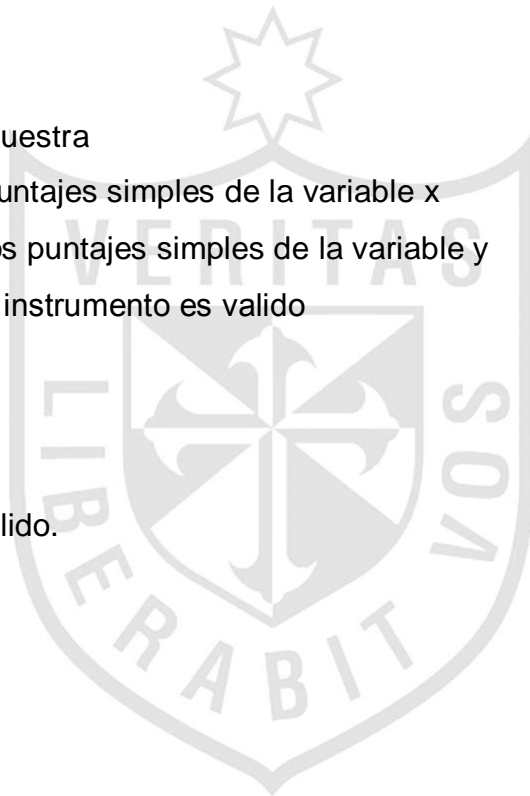 uestra
untajes simples de la variable x
s puntajes simples de la variable y
instrumento es valido
lido.
VERITAS
LIBERABIT
VOS